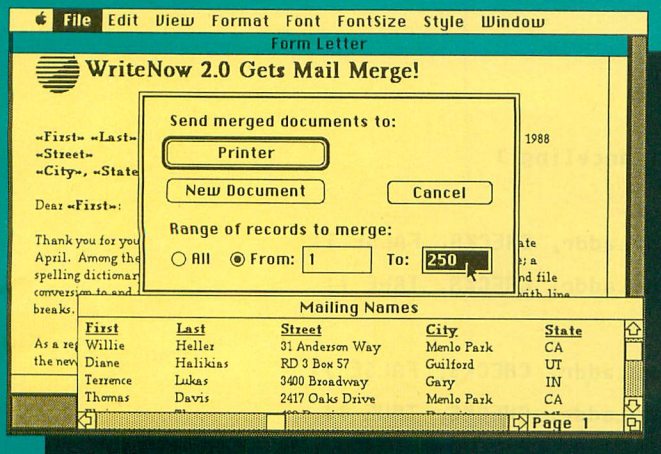 File Edit View Format Font FontSize Style Window
Form Letter
WriteNow 2.0 Gets Mail Merge!
Send merged documents to:
«First» «Last»
1988
Printer
«Street»
«City», «State
New Document Cancel
Dear «First»:
Range of records to merge:
Thank you for you
All From: 1 To: 250
April. Among the
; a
spelling dictionar
nd file
conversion to and
with line
breaks.
Mailing Names
First Last Street City State
Willie Heller 31 Anderson Way Menlo Park CA
As a reg
Diane Halikias RD 3 Box 57 Guilford UT
the new
Terrence Lukas 3400 Broadway Gary IN
Thomas Davis 2417 Oaks Drive Menlo Park CA
Page 1